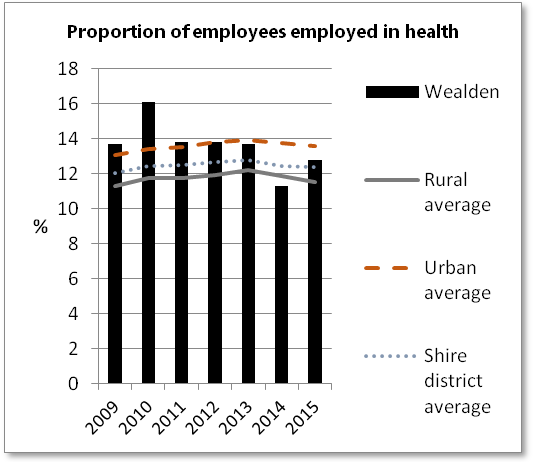 Proportion of employees employed in health
18
16
14
12
10
8
6
4
2
0
%
2009
2010
2011
2012
2013
2014
2015
Wealden
Rural
average
Urban
average
Shire
district
average